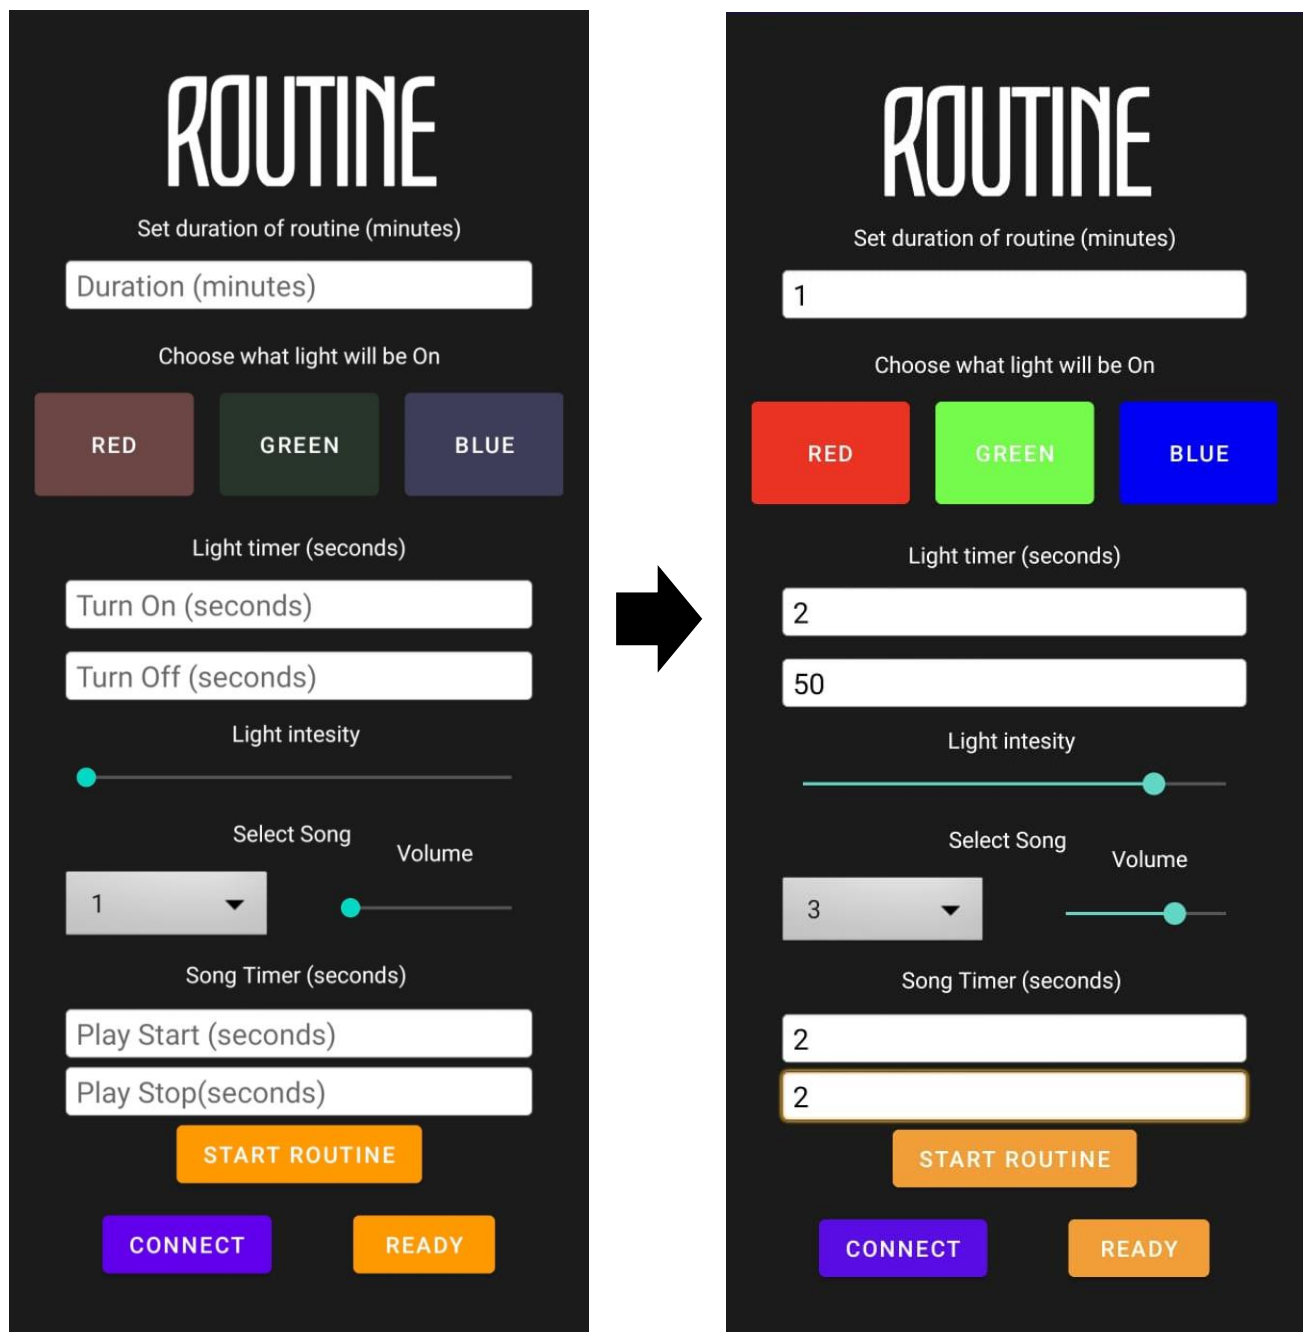 ROUTINE
Set duration of routine (minutes)
Duration (minutes)
Choose what light will be On
RED GREEN BLUE
Light timer (seconds)
Turn On (seconds)
Turn Off (seconds)
Light intesity
Select Song
Volume
1
Song Timer (seconds)
Play Start (seconds)
Play Stop(seconds)
START ROUTINE
CONNECT READY
ROUTINE
Set duration of routine (minutes)
1
Choose what light will be On
RED GREEN BLUE
Light timer (seconds)
2
50
Light intesity
Select Song
Volume
3
Song Timer (seconds)
2
2
START ROUTINE
CONNECT READY